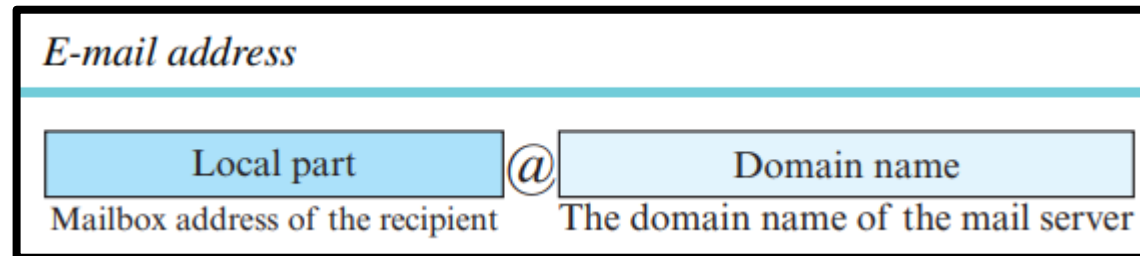 E-mail address
Local part @ Domain name
Mailbox address of the recipient The domain name of the mail server